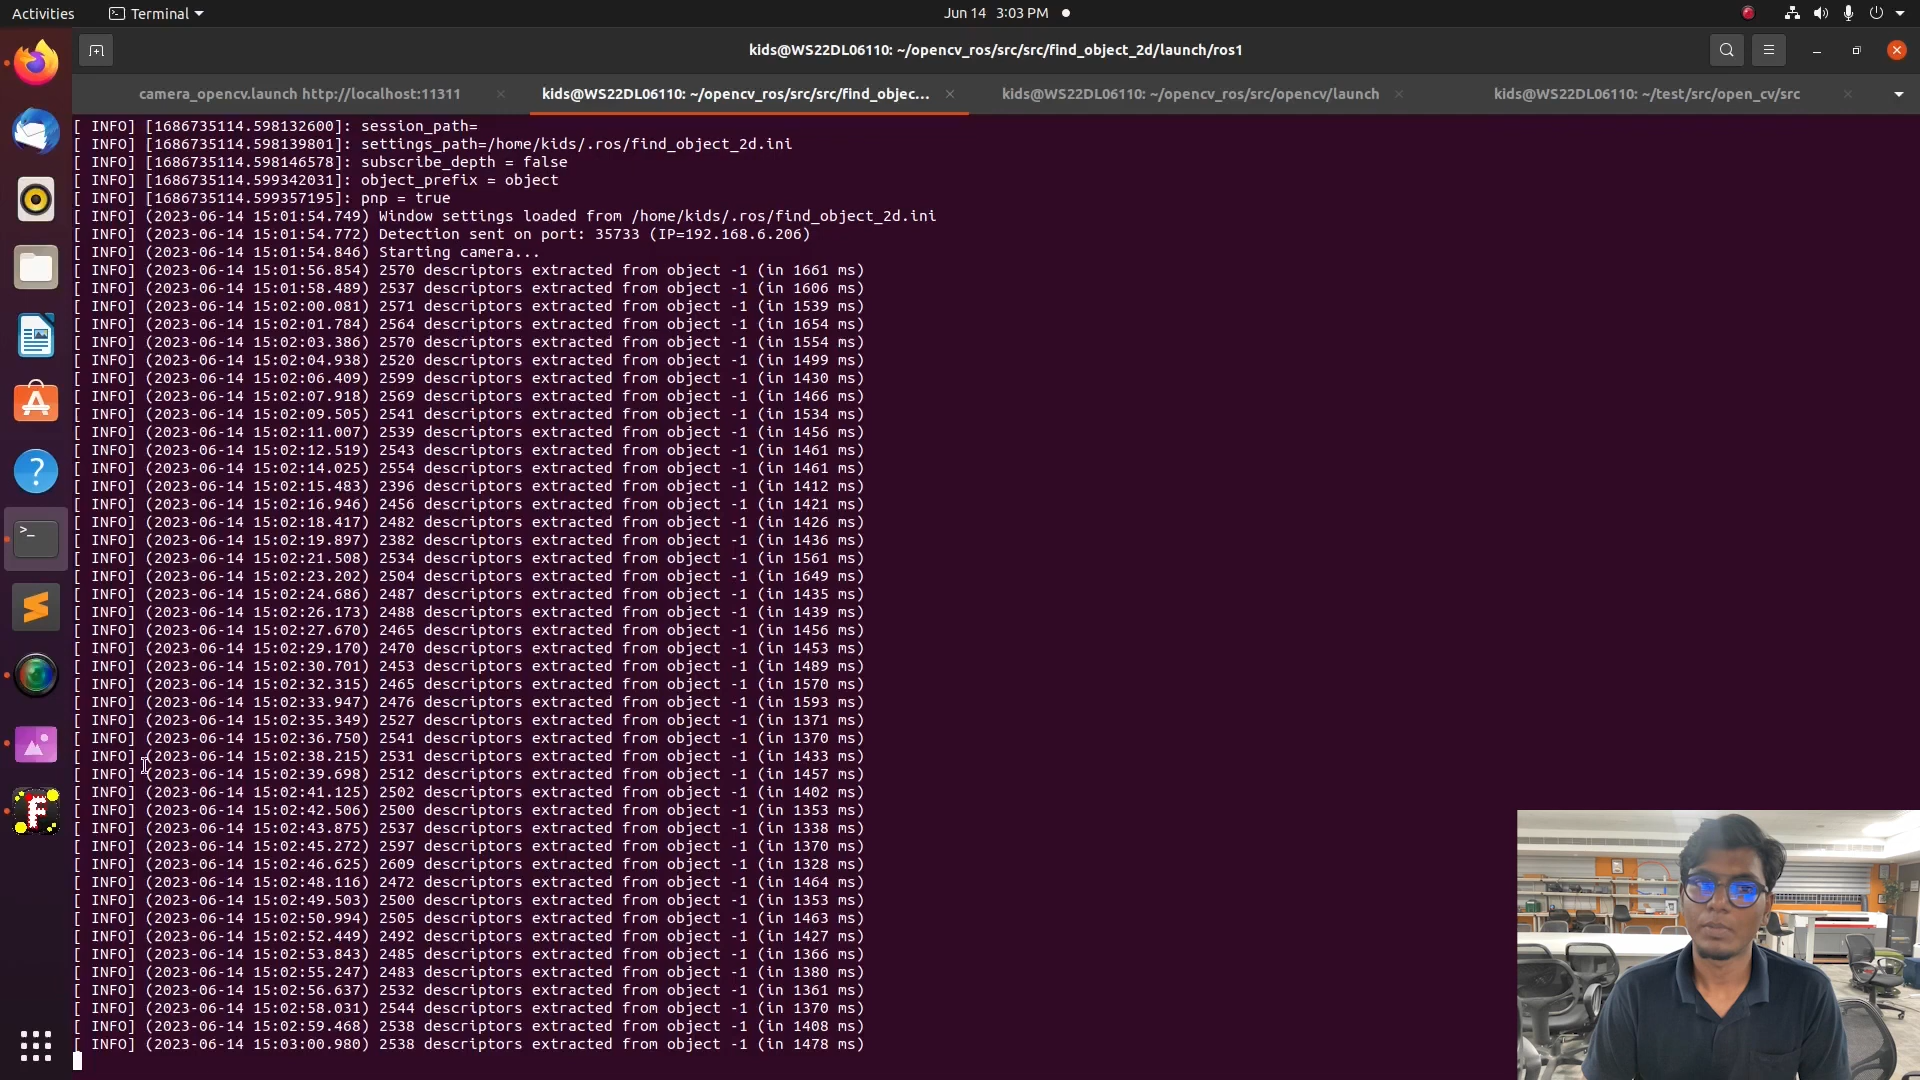 Activities
Terminal
Jun 14 3:03 PM
kids@WS22DL06110: ~/opencv_ros/src/src/find_object_2d/launch/ros1
camera_opencv.launch http://localhost:11311
kids@WS22DL06110: ~/opencv_ros/src/src/find_objec...
kids@WS22DL06110: ~/opencv_ros/src/opencv/launch
kids@WS22DL06110: ~/test/src/open_cv/src
[ INFO] [1686735114.598132600]: session_path=
[ INFO] [1686735114.598139801]: settings_path=/home/kids/.ros/find_object_2d.ini
[ INFO] [1686735114.598146578]: subscribe_depth = false
[ INFO] [1686735114.599342031]: object_prefix = object
[ INFO] [1686735114.599357195]: pnp = true
[ INFO] (2023-06-14 15:01:54.749) Window settings loaded from /home/kids/.ros/find_object_2d.ini
[ INFO] (2023-06-14 15:01:54.772) Detection sent on port: 35733 (IP=192.168.6.206)
[ INFO] (2023-06-14 15:01:54.846) Starting camera...
[ INFO] (2023-06-14 15:01:56.854) 2570 descriptors extracted from object -1 (in 1661 ms)
[ INFO] (2023-06-14 15:01:58.489) 2537 descriptors extracted from object -1 (in 1606 ms)
[ INFO] (2023-06-14 15:02:00.081) 2571 descriptors extracted from object -1 (in 1539 ms)
[ INFO] (2023-06-14 15:02:01.784) 2564 descriptors extracted from object -1 (in 1654 ms)
[ INFO] (2023-06-14 15:02:03.386) 2570 descriptors extracted from object -1 (in 1554 ms)
[ INFO] (2023-06-14 15:02:04.938) 2520 descriptors extracted from object -1 (in 1499 ms)
[ INFO] (2023-06-14 15:02:06.409) 2599 descriptors extracted from object -1 (in 1430 ms)
[ INFO] (2023-06-14 15:02:07.918) 2569 descriptors extracted from object -1 (in 1466 ms)
[ INFO] (2023-06-14 15:02:09.505) 2541 descriptors extracted from object -1 (in 1534 ms)
[ INFO] (2023-06-14 15:02:11.007) 2539 descriptors extracted from object -1 (in 1456 ms)
[ INFO] (2023-06-14 15:02:12.519) 2543 descriptors extracted from object -1 (in 1461 ms)
[ INFO] (2023-06-14 15:02:14.025) 2554 descriptors extracted from object -1 (in 1461 ms)
[ INFO] (2023-06-14 15:02:15.483) 2396 descriptors extracted from object -1 (in 1412 ms)
[ INFO] (2023-06-14 15:02:16.946) 2456 descriptors extracted from object -1 (in 1421 ms)
[ INFO] (2023-06-14 15:02:18.417) 2482 descriptors extracted from object -1 (in 1426 ms)
[ INFO] (2023-06-14 15:02:19.897) 2382 descriptors extracted from object -1 (in 1436 ms)
[ INFO] (2023-06-14 15:02:21.508) 2534 descriptors extracted from object -1 (in 1561 ms)
[ INFO] (2023-06-14 15:02:23.202) 2504 descriptors extracted from object -1 (in 1649 ms)
[ INFO] (2023-06-14 15:02:24.686) 2487 descriptors extracted from object -1 (in 1435 ms)
[ INFO] (2023-06-14 15:02:26.173) 2488 descriptors extracted from object -1 (in 1439 ms)
[ INFO] (2023-06-14 15:02:27.670) 2465 descriptors extracted from object -1 (in 1456 ms)
[ INFO] (2023-06-14 15:02:29.170) 2470 descriptors extracted from object -1 (in 1453 ms)
[ INFO] (2023-06-14 15:02:30.701) 2453 descriptors extracted from object -1 (in 1489 ms)
[ INFO] (2023-06-14 15:02:32.315) 2465 descriptors extracted from object -1 (in 1570 ms)
[ INFO] (2023-06-14 15:02:33.947) 2476 descriptors extracted from object -1 (in 1593 ms)
[ INFO] (2023-06-14 15:02:35.349) 2527 descriptors extracted from object -1 (in 1371 ms)
[ INFO] (2023-06-14 15:02:36.750) 2541 descriptors extracted from object -1 (in 1370 ms)
[ INFO] (2023-06-14 15:02:38.215) 2531 descriptors extracted from object -1 (in 1433 ms)
[ INFO] (2023-06-14 15:02:39.698) 2512 descriptors extracted from object -1 (in 1457 ms)
[ INFO] (2023-06-14 15:02:41.125) 2502 descriptors extracted from object -1 (in 1402 ms)
[ INFO] (2023-06-14 15:02:42.506) 2500 descriptors extracted from object -1 (in 1353 ms)
[ INFO] (2023-06-14 15:02:43.875) 2537 descriptors extracted from object -1 (in 1338 ms)
[ INFO] (2023-06-14 15:02:45.272) 2597 descriptors extracted from object -1 (in 1370 ms)
[ INFO] (2023-06-14 15:02:46.625) 2609 descriptors extracted from object -1 (in 1328 ms)
[ INFO] (2023-06-14 15:02:48.116) 2472 descriptors extracted from object -1 (in 1464 ms)
[ INFO] (2023-06-14 15:02:49.503) 2500 descriptors extracted from object -1 (in 1353 ms)
[ INFO] (2023-06-14 15:02:50.994) 2505 descriptors extracted from object -1 (in 1463 ms)
[ INFO] (2023-06-14 15:02:52.449) 2492 descriptors extracted from object -1 (in 1427 ms)
[ INFO] (2023-06-14 15:02:53.843) 2485 descriptors extracted from object -1 (in 1366 ms)
[ INFO] (2023-06-14 15:02:55.247) 2483 descriptors extracted from object -1 (in 1380 ms)
[ INFO] (2023-06-14 15:02:56.637) 2532 descriptors extracted from object -1 (in 1361 ms)
[ INFO] (2023-06-14 15:02:58.031) 2544 descriptors extracted from object -1 (in 1370 ms)
[ INFO] (2023-06-14 15:02:59.468) 2538 descriptors extracted from object -1 (in 1408 ms)
[ INFO] (2023-06-14 15:03:00.980) 2538 descriptors extracted from object -1 (in 1478 ms)